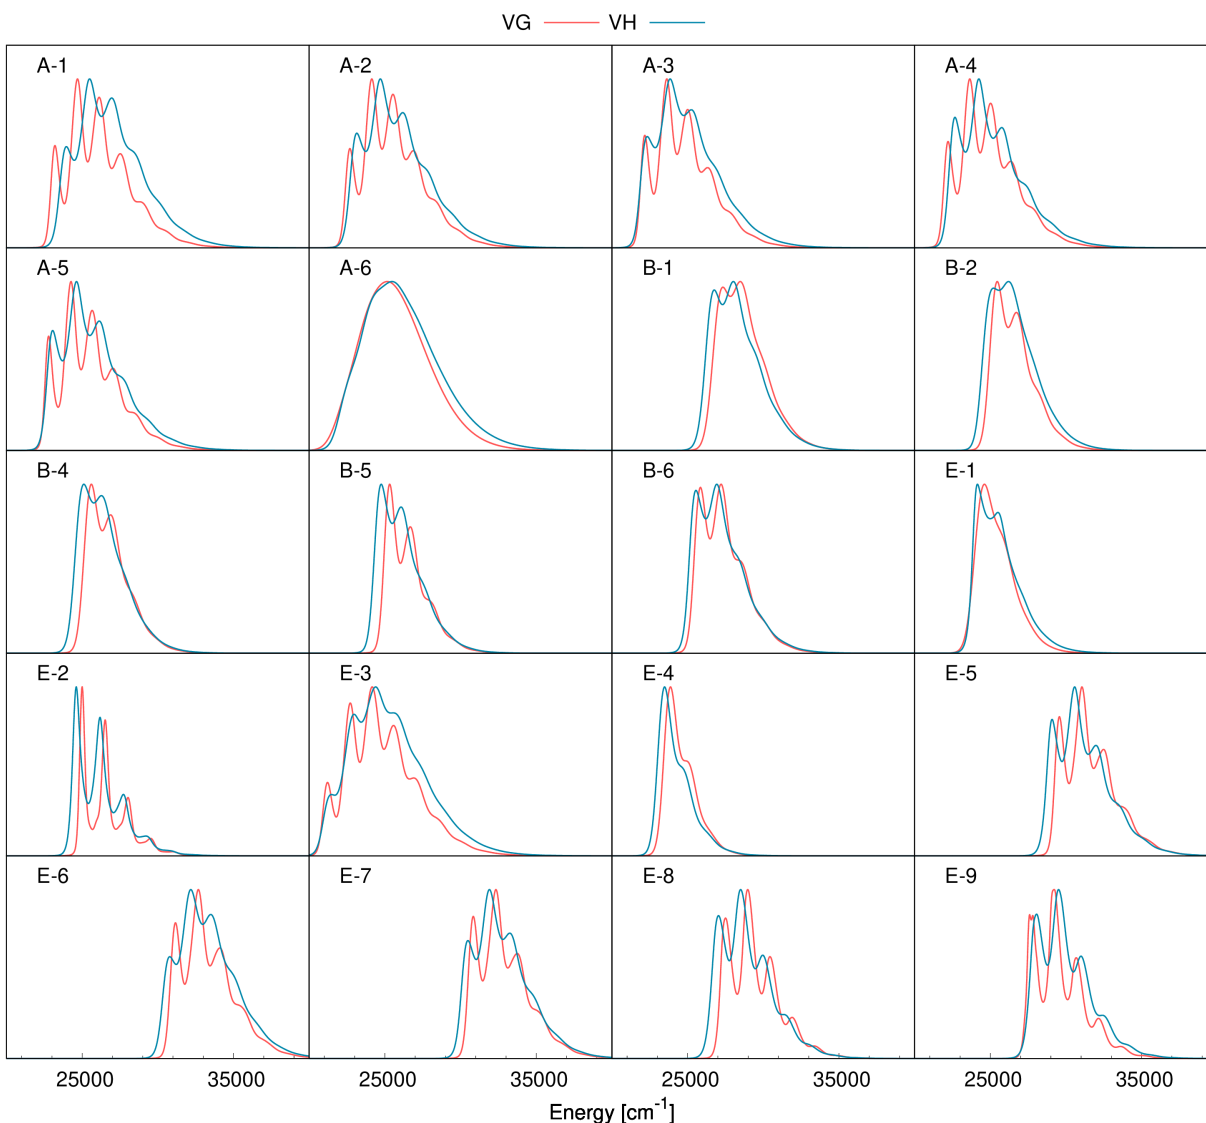 VG VH
A-1 A-2 A-3 A-4
A-5 A-6 B-1 B-2
B-4 B-5 B-6 E-1
E-2 E-3 E-4 E-5
E-6 E-7 E-8 E-9
25000 35000 25000 35000 25000 35000 25000 35000
Energy [cm⁻¹]